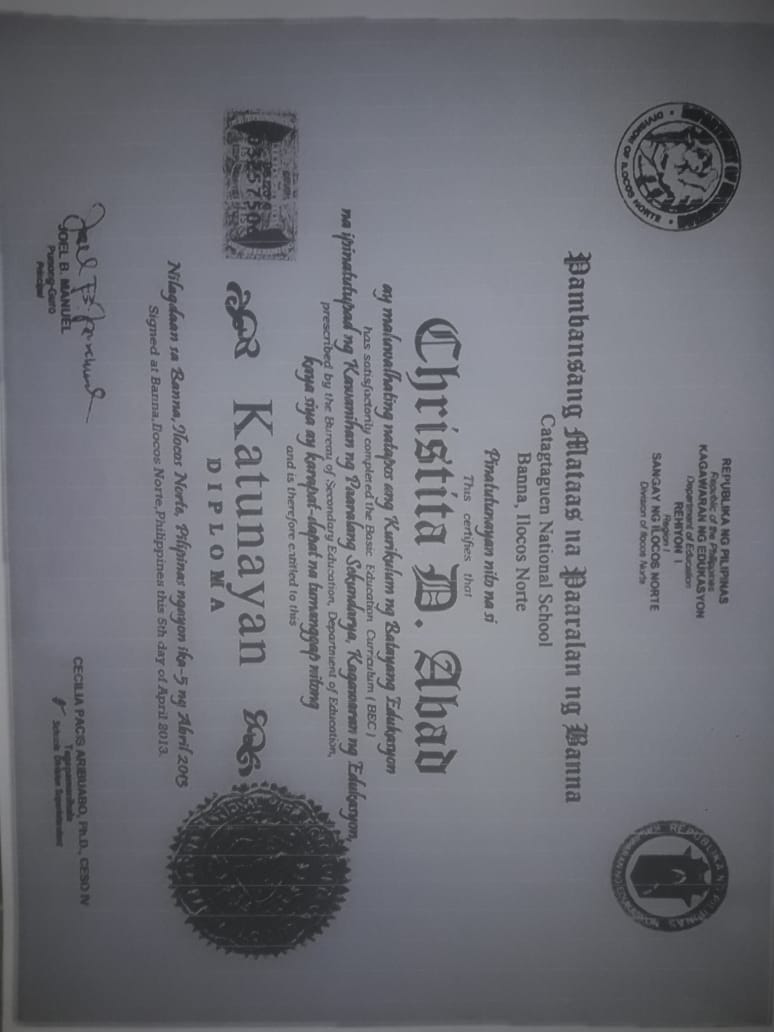 REPUBLIKA NG PILIPINAS
Republic of the Philippines
KAGAWARAN NG EDUKASYON
Department of Education
REHIYON I
Region I
SANGAY NG ILOCOS NORTE
Division of Ilocos Norte
DIVISION OF ILOCOS NORTE
REPUBLIKA NG PILIPINAS
Pambansang Mataas na Paaralan ng Banna
Catagtaguen National School
Banna, Ilocos Norte
Pinatutunayan nito na si
This certifies that
Christita D. Abad
ay maluwalhating natapos ang Kurikulum ng Batayang Edukasyon
has satisfactorily completed the Basic Education Curriculum ( BEC )
na ipinatutupad ng Kawanihan ng Paaralang Sekundarya, Kagawaran ng Edukasyon,
prescribed by the Bureau of Secondary Education, Department of Education,
kaya siya ay karapat-dapat na tumanggap nitong
and is therefore entitled to this
Katunayan
DIPLOMA
Nilagdaan sa Banna, Ilocos Norte, Pilipinas ngayon ika-5 ng Abril 2013
Signed at Banna,Ilocos Norte,Philippines this 5th day of April 2013.
JOEL B. MANUEL
Punong-Guro
Principal
CECILIA PACIS ARIBUABO, Ph.D., CESO IV
Tagapamanihala
Schools Division Superintendent